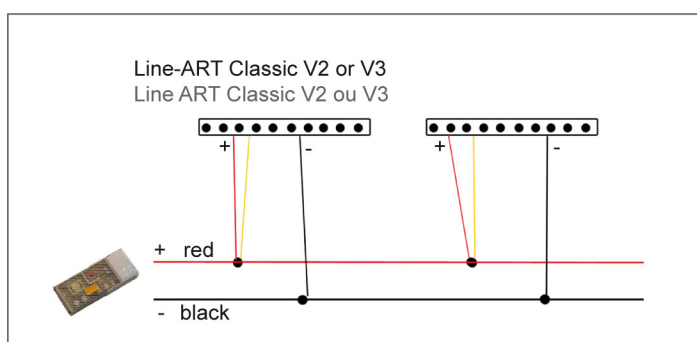 Line-ART Classic V2 or V3
Line ART Classic V2 ou V3
+ - + -
+ red
- black